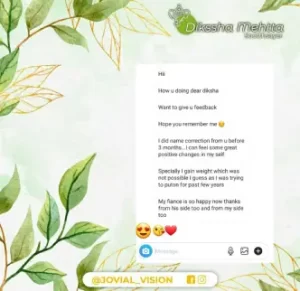 Dikssha Mehtta
Hii
How u doing dear diksha
Want to give u feedback
Hope you remember me
I did name correction from u before
3 months... i can feel some great
positive changes in my self
Specially I gain weight which was
not possible I guess as I was trying
to puton for past few years
My fiance is so happy now thanks
from his side too and from my side
too
Message...
@JOVIAL_VISION